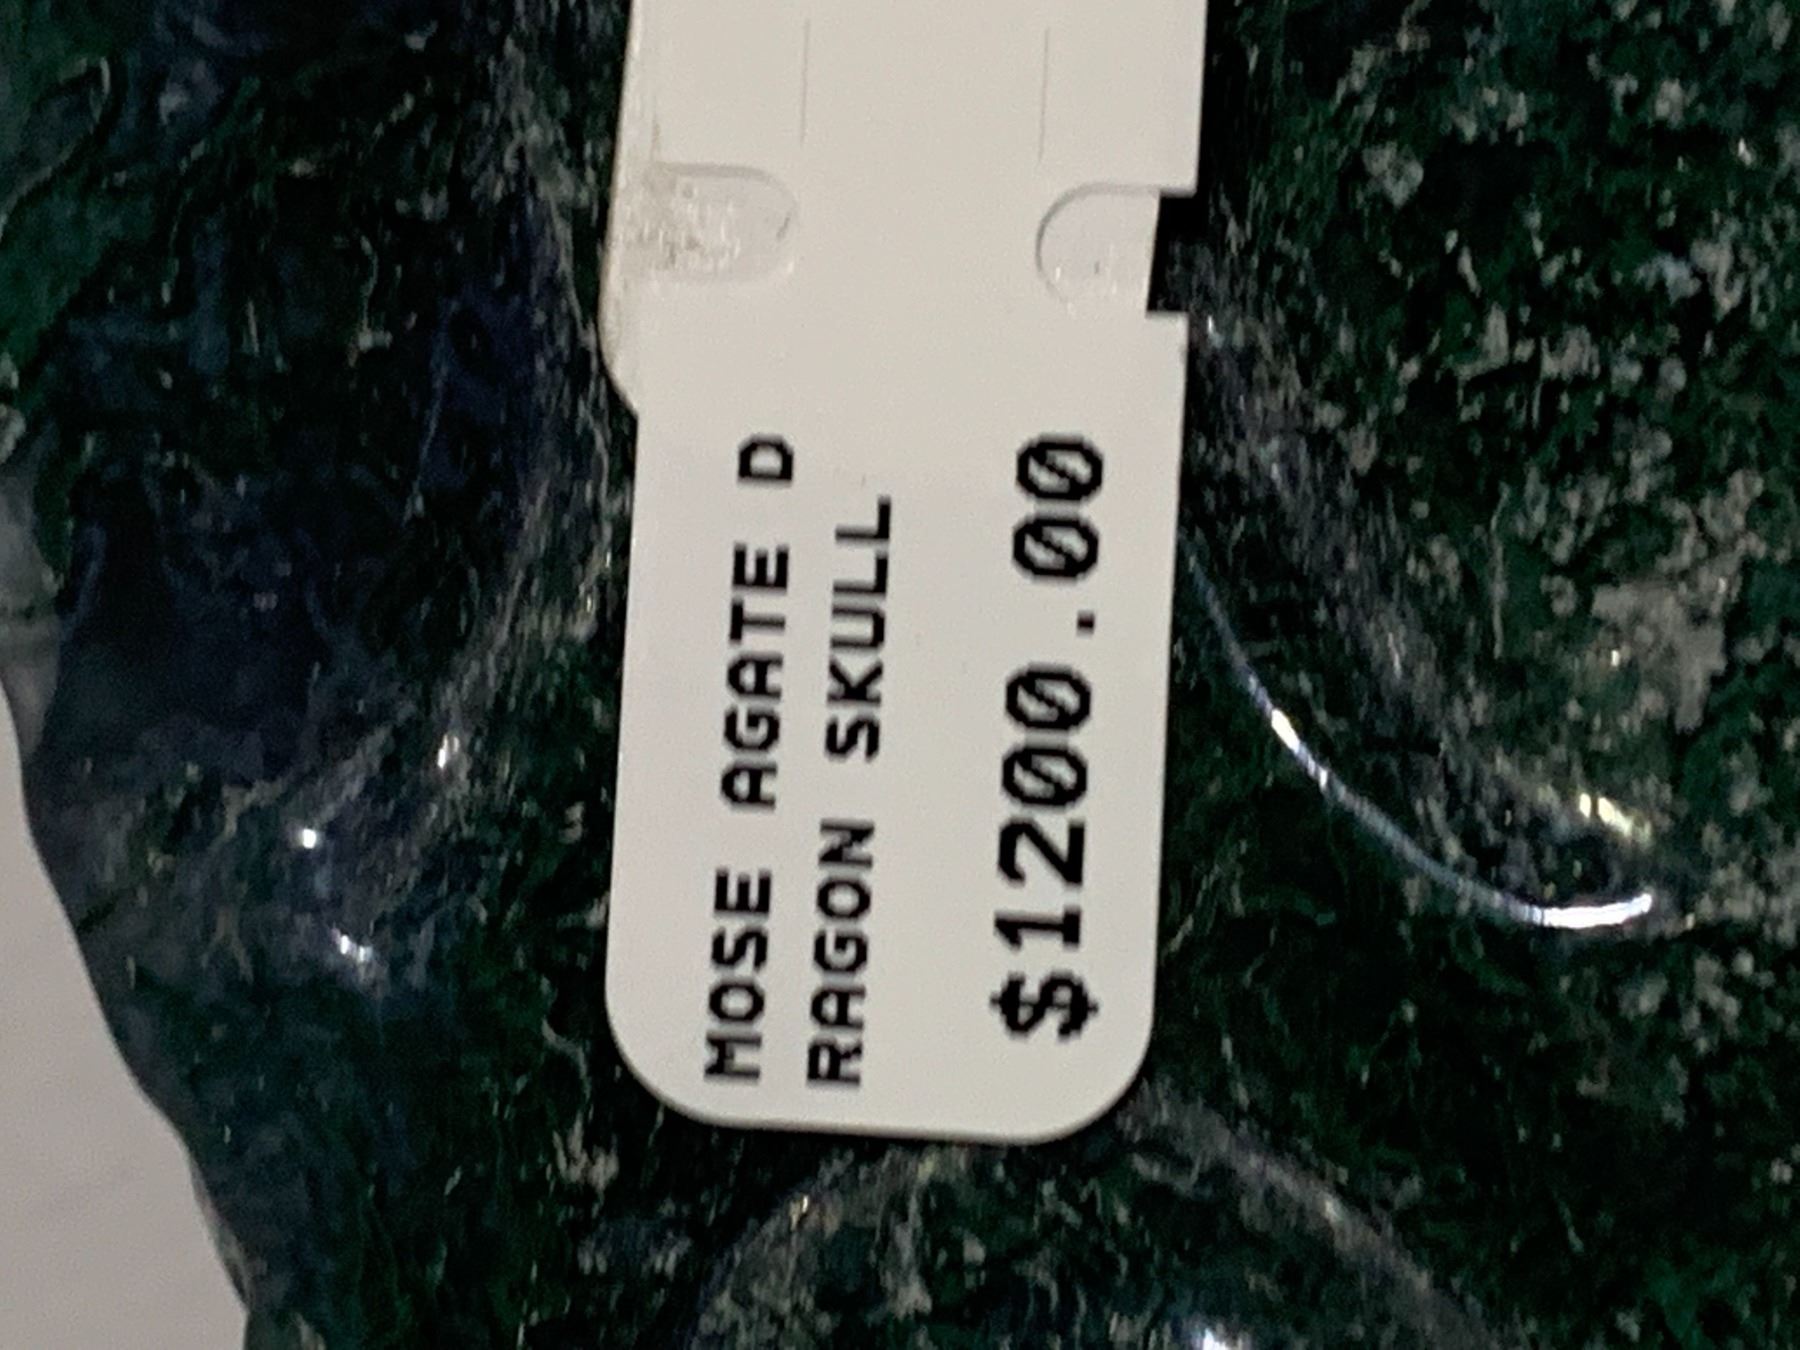 MOSE AGATE D
RAGON SKULL
$1200.00